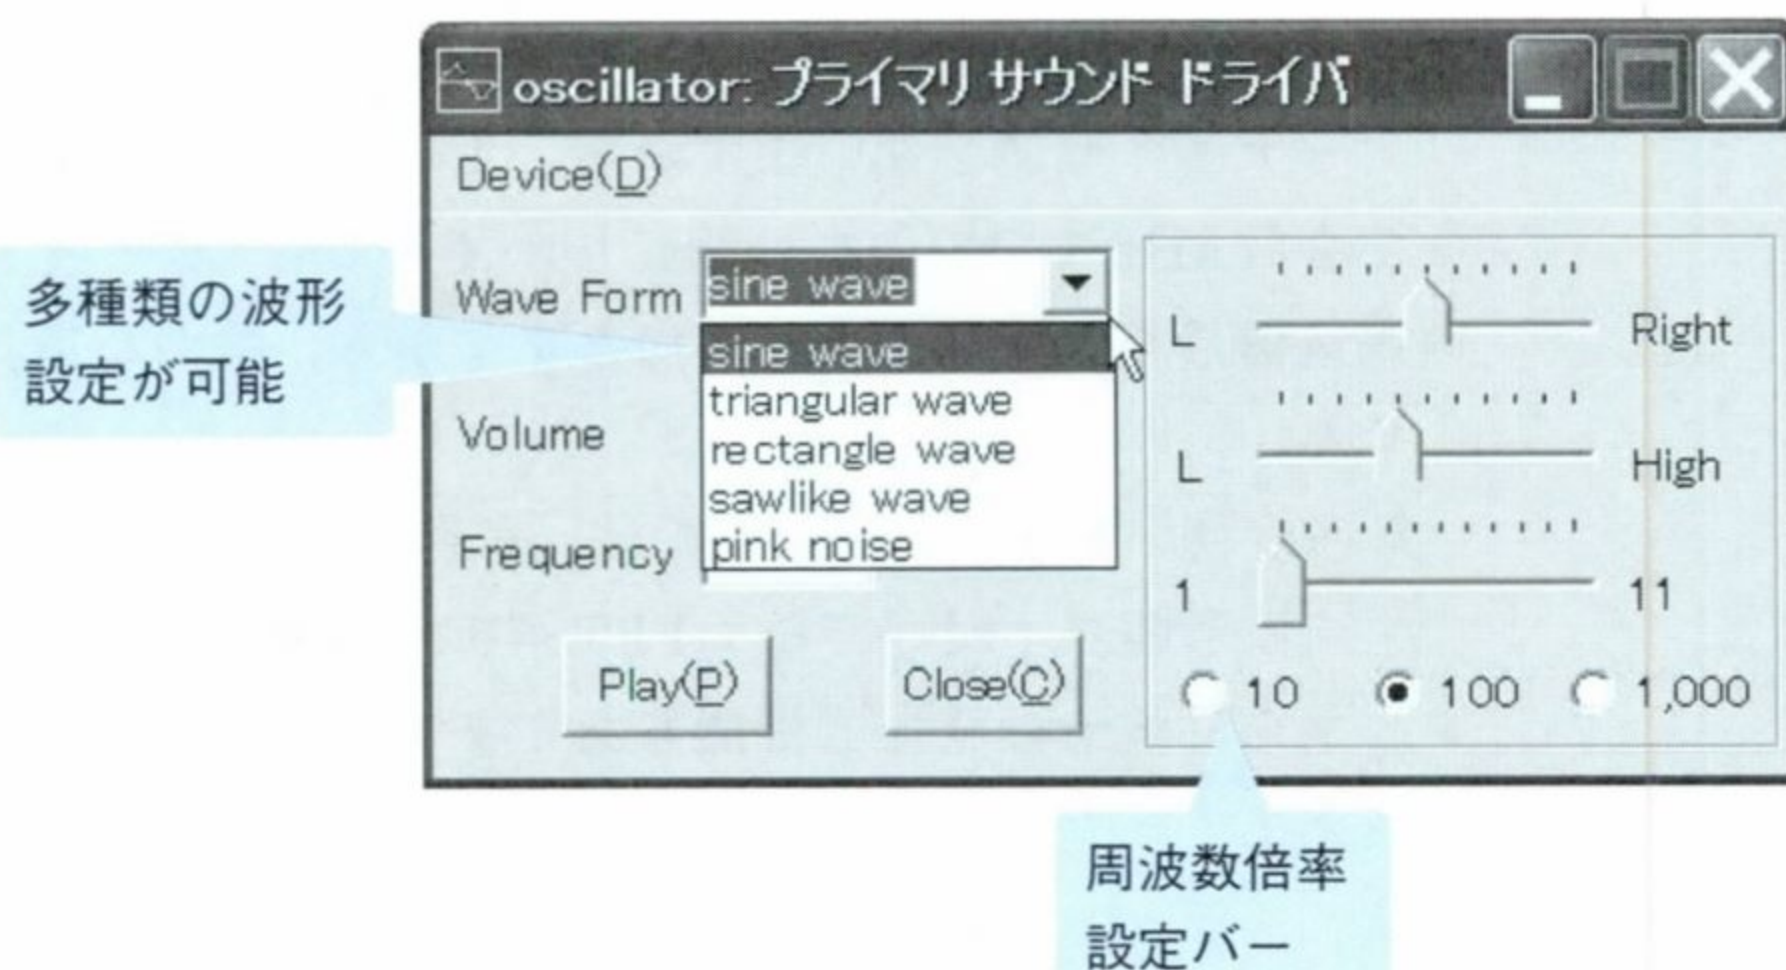 oscillator: プライマリ サウンド ドライバ
Device(D)
多種類の波形
設定が可能
Wave Form
sine wave
sine wave
triangular wave
rectangle wave
sawlike wave
pink noise
Volume
Frequency
Play(P)
Close(C)
L
Right
L
High
1
11
10
100
1,000
周波数倍率
設定バー